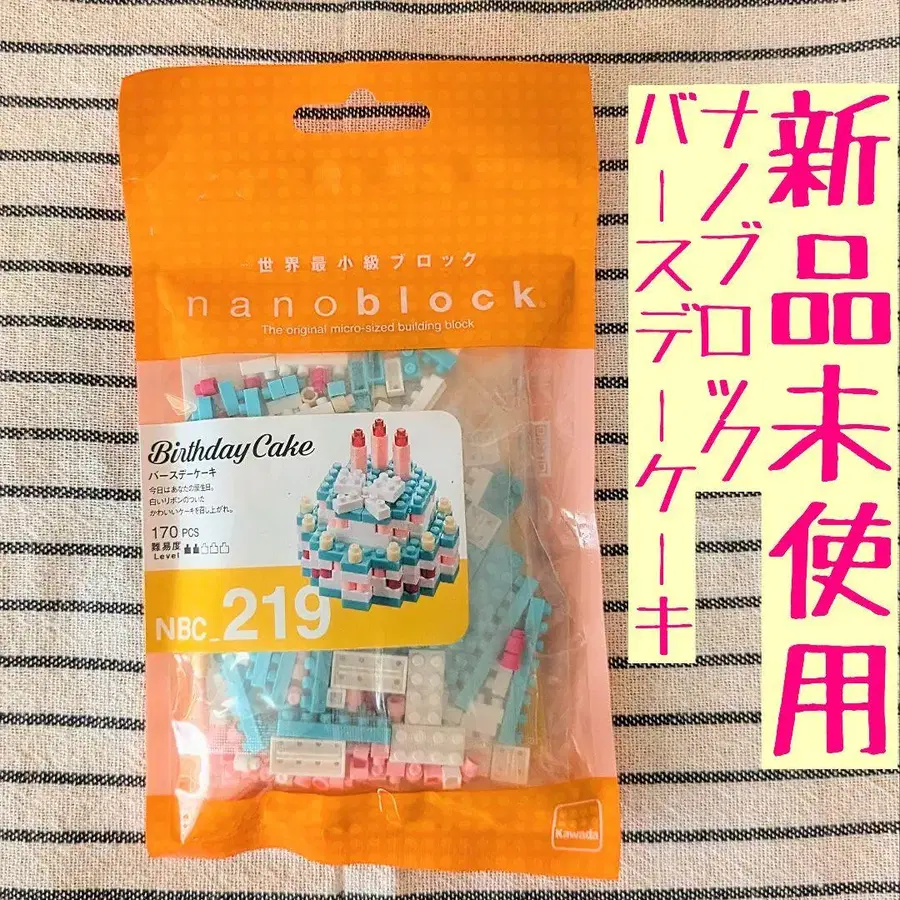 新品未使用
ナノブロック
バースデーケーキ
世界最小級ブロック
nanoblock
The original micro-sized building block
Birthday Cake
バースデーケーキ
今日はあなたの誕生日。
白いリボンのついた
かわいいケーキを召し上がれ。
170 PCS
難易度
Level
NBC_219
Kawada